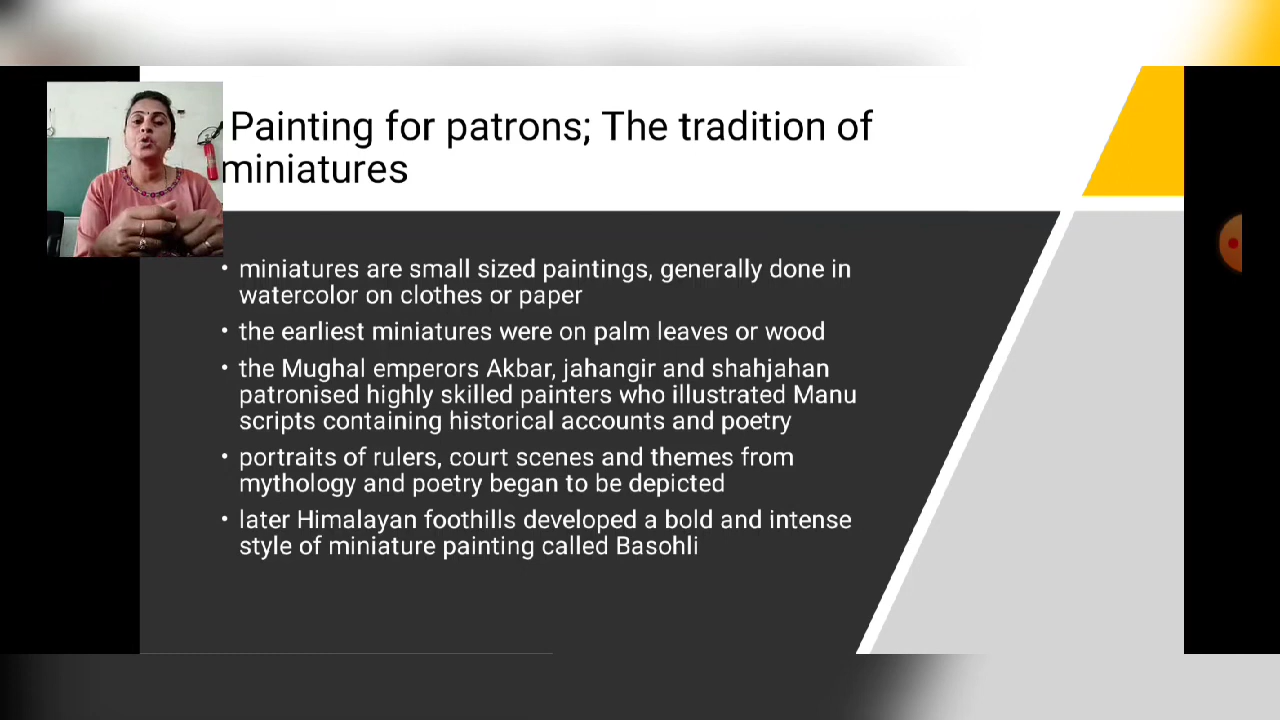 Painting for patrons; The tradition of
miniatures
• miniatures are small sized paintings, generally done in
watercolor on clothes or paper
• the earliest miniatures were on palm leaves or wood
• the Mughal emperors Akbar, jahangir and shahjahan
patronised highly skilled painters who illustrated Manu
scripts containing historical accounts and poetry
• portraits of rulers, court scenes and themes from
mythology and poetry began to be depicted
• later Himalayan foothills developed a bold and intense
style of miniature painting called Basohli